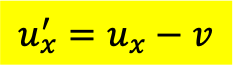 u′ₓ = uₓ − v